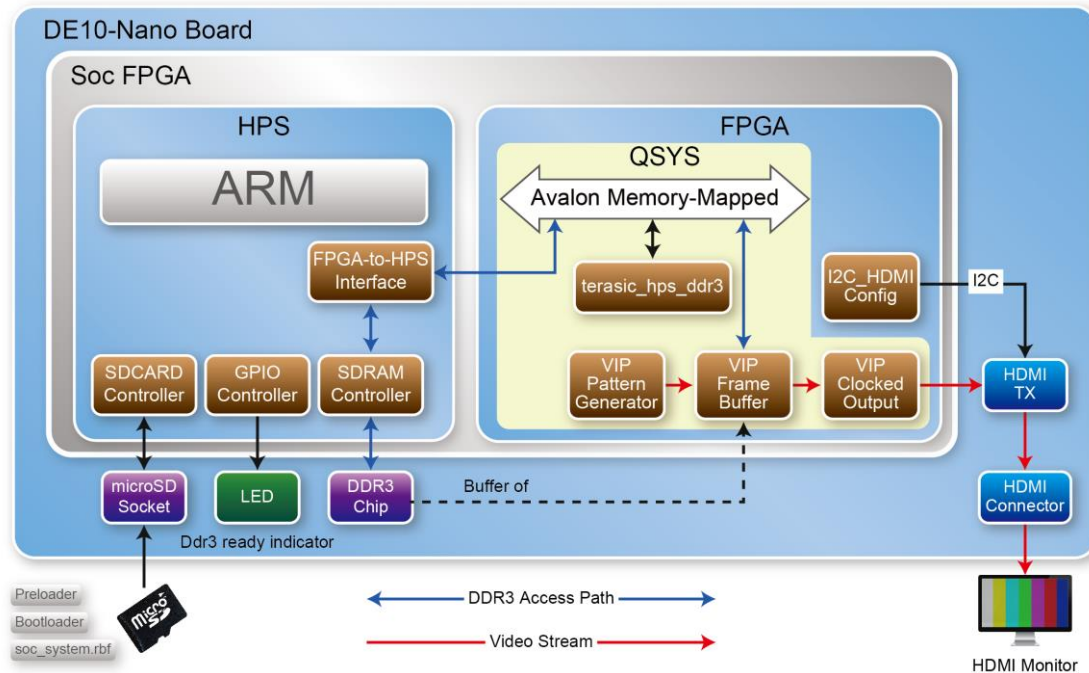 DE10-Nano Board
Soc FPGA
HPS
FPGA
ARM
QSYS
Avalon Memory-Mapped
FPGA-to-HPS
Interface
terasic_hps_ddr3
I2C_HDMI
Config
I2C
SDCARD
Controller
GPIO
Controller
SDRAM
Controller
VIP
Pattern
Generator
VIP
Frame
Buffer
VIP
Clocked
Output
HDMI
TX
microSD
Socket
LED
DDR3
Chip
Buffer of
HDMI
Connector
Ddr3 ready indicator
Preloader
Bootloader
soc_system.rbf
micro SD
DDR3 Access Path
Video Stream
HDMI Monitor